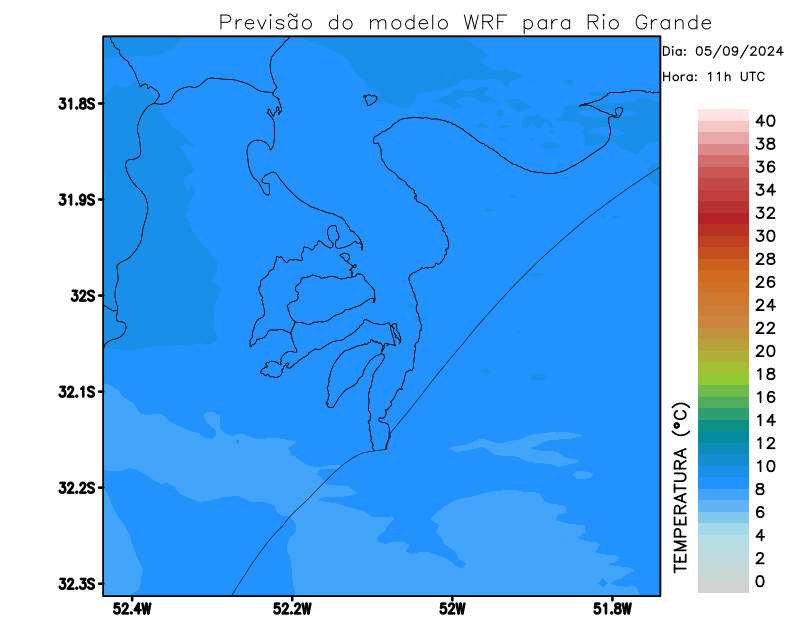 Previsão do modelo WRF para Rio Grande
Dia: 05/09/2024
Hora: 11h UTC
31.8S
31.9S
32S
32.1S
32.2S
32.3S
52.4W
52.2W
52W
51.8W
40
38
36
34
32
30
28
26
24
22
20
18
16
14
12
10
8
6
4
2
0
TEMPERATURA (°C)